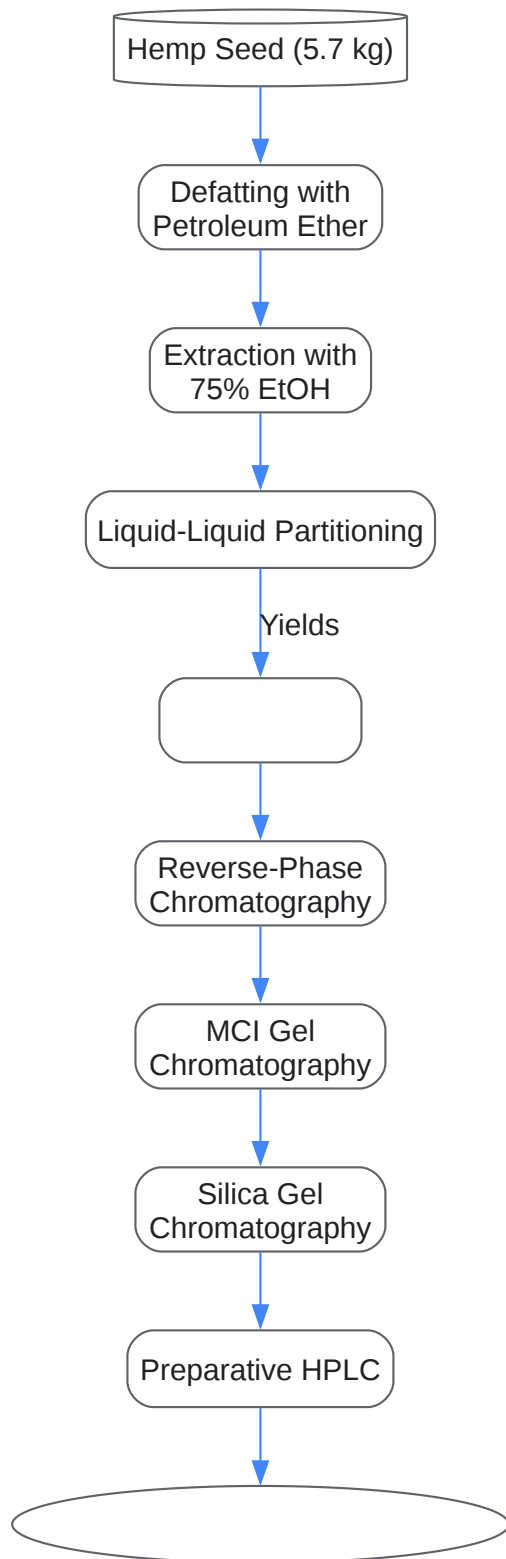 Hemp Seed (5.7 kg)
Defatting with
Petroleum Ether
Extraction with
75% EtOH
Liquid-Liquid Partitioning
Yields
Reverse-Phase
Chromatography
MCI Gel
Chromatography
Silica Gel
Chromatography
Preparative HPLC